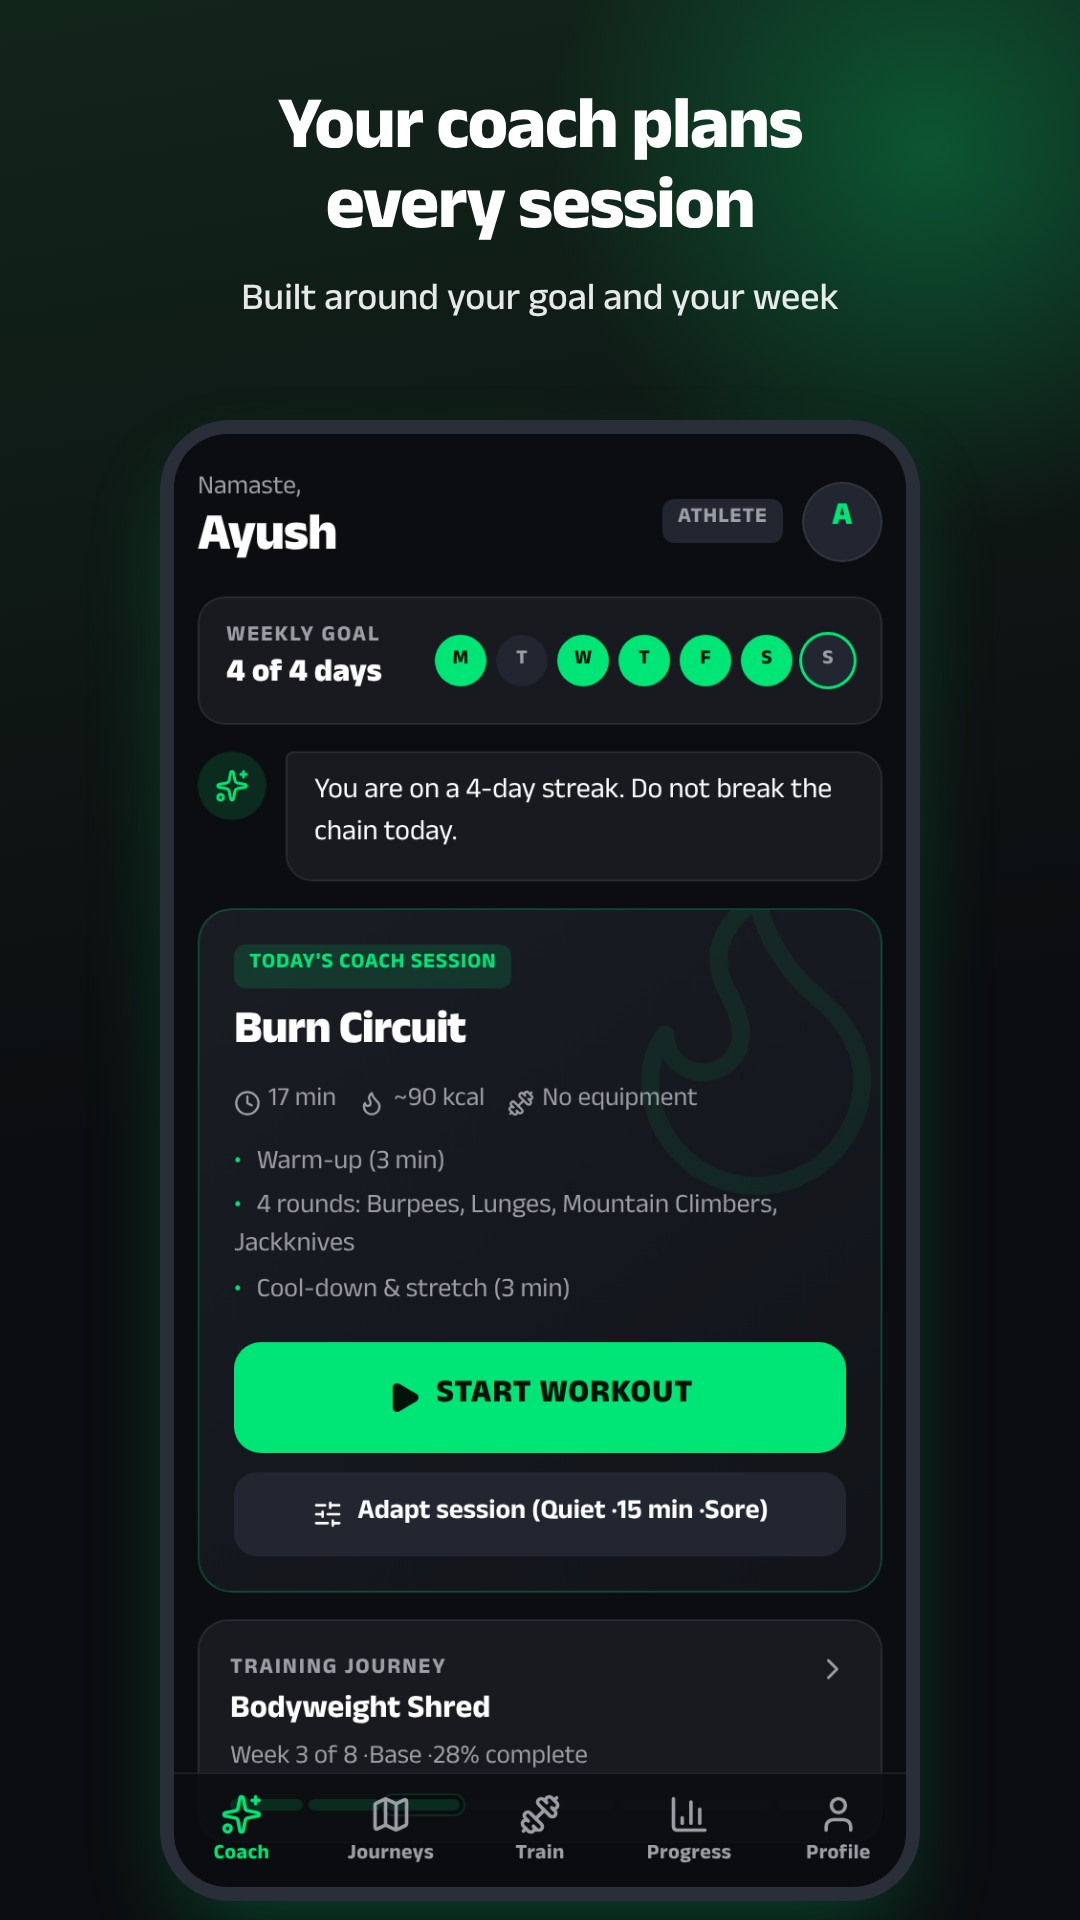 Your coach plans
every session
Built around your goal and your week
Namaste,
Ayush
ATHLETE
A
WEEKLY GOAL
4 of 4 days
M T W T F S S
You are on a 4-day streak. Do not break the
chain today.
TODAY'S COACH SESSION
Burn Circuit
17 min ~90 kcal No equipment
• Warm-up (3 min)
• 4 rounds: Burpees, Lunges, Mountain Climbers,
Jackknives
• Cool-down & stretch (3 min)
START WORKOUT
Adapt session (Quiet ·15 min ·Sore)
TRAINING JOURNEY
Bodyweight Shred
Week 3 of 8 ·Base ·28% complete
Coach Journeys Train Progress Profile